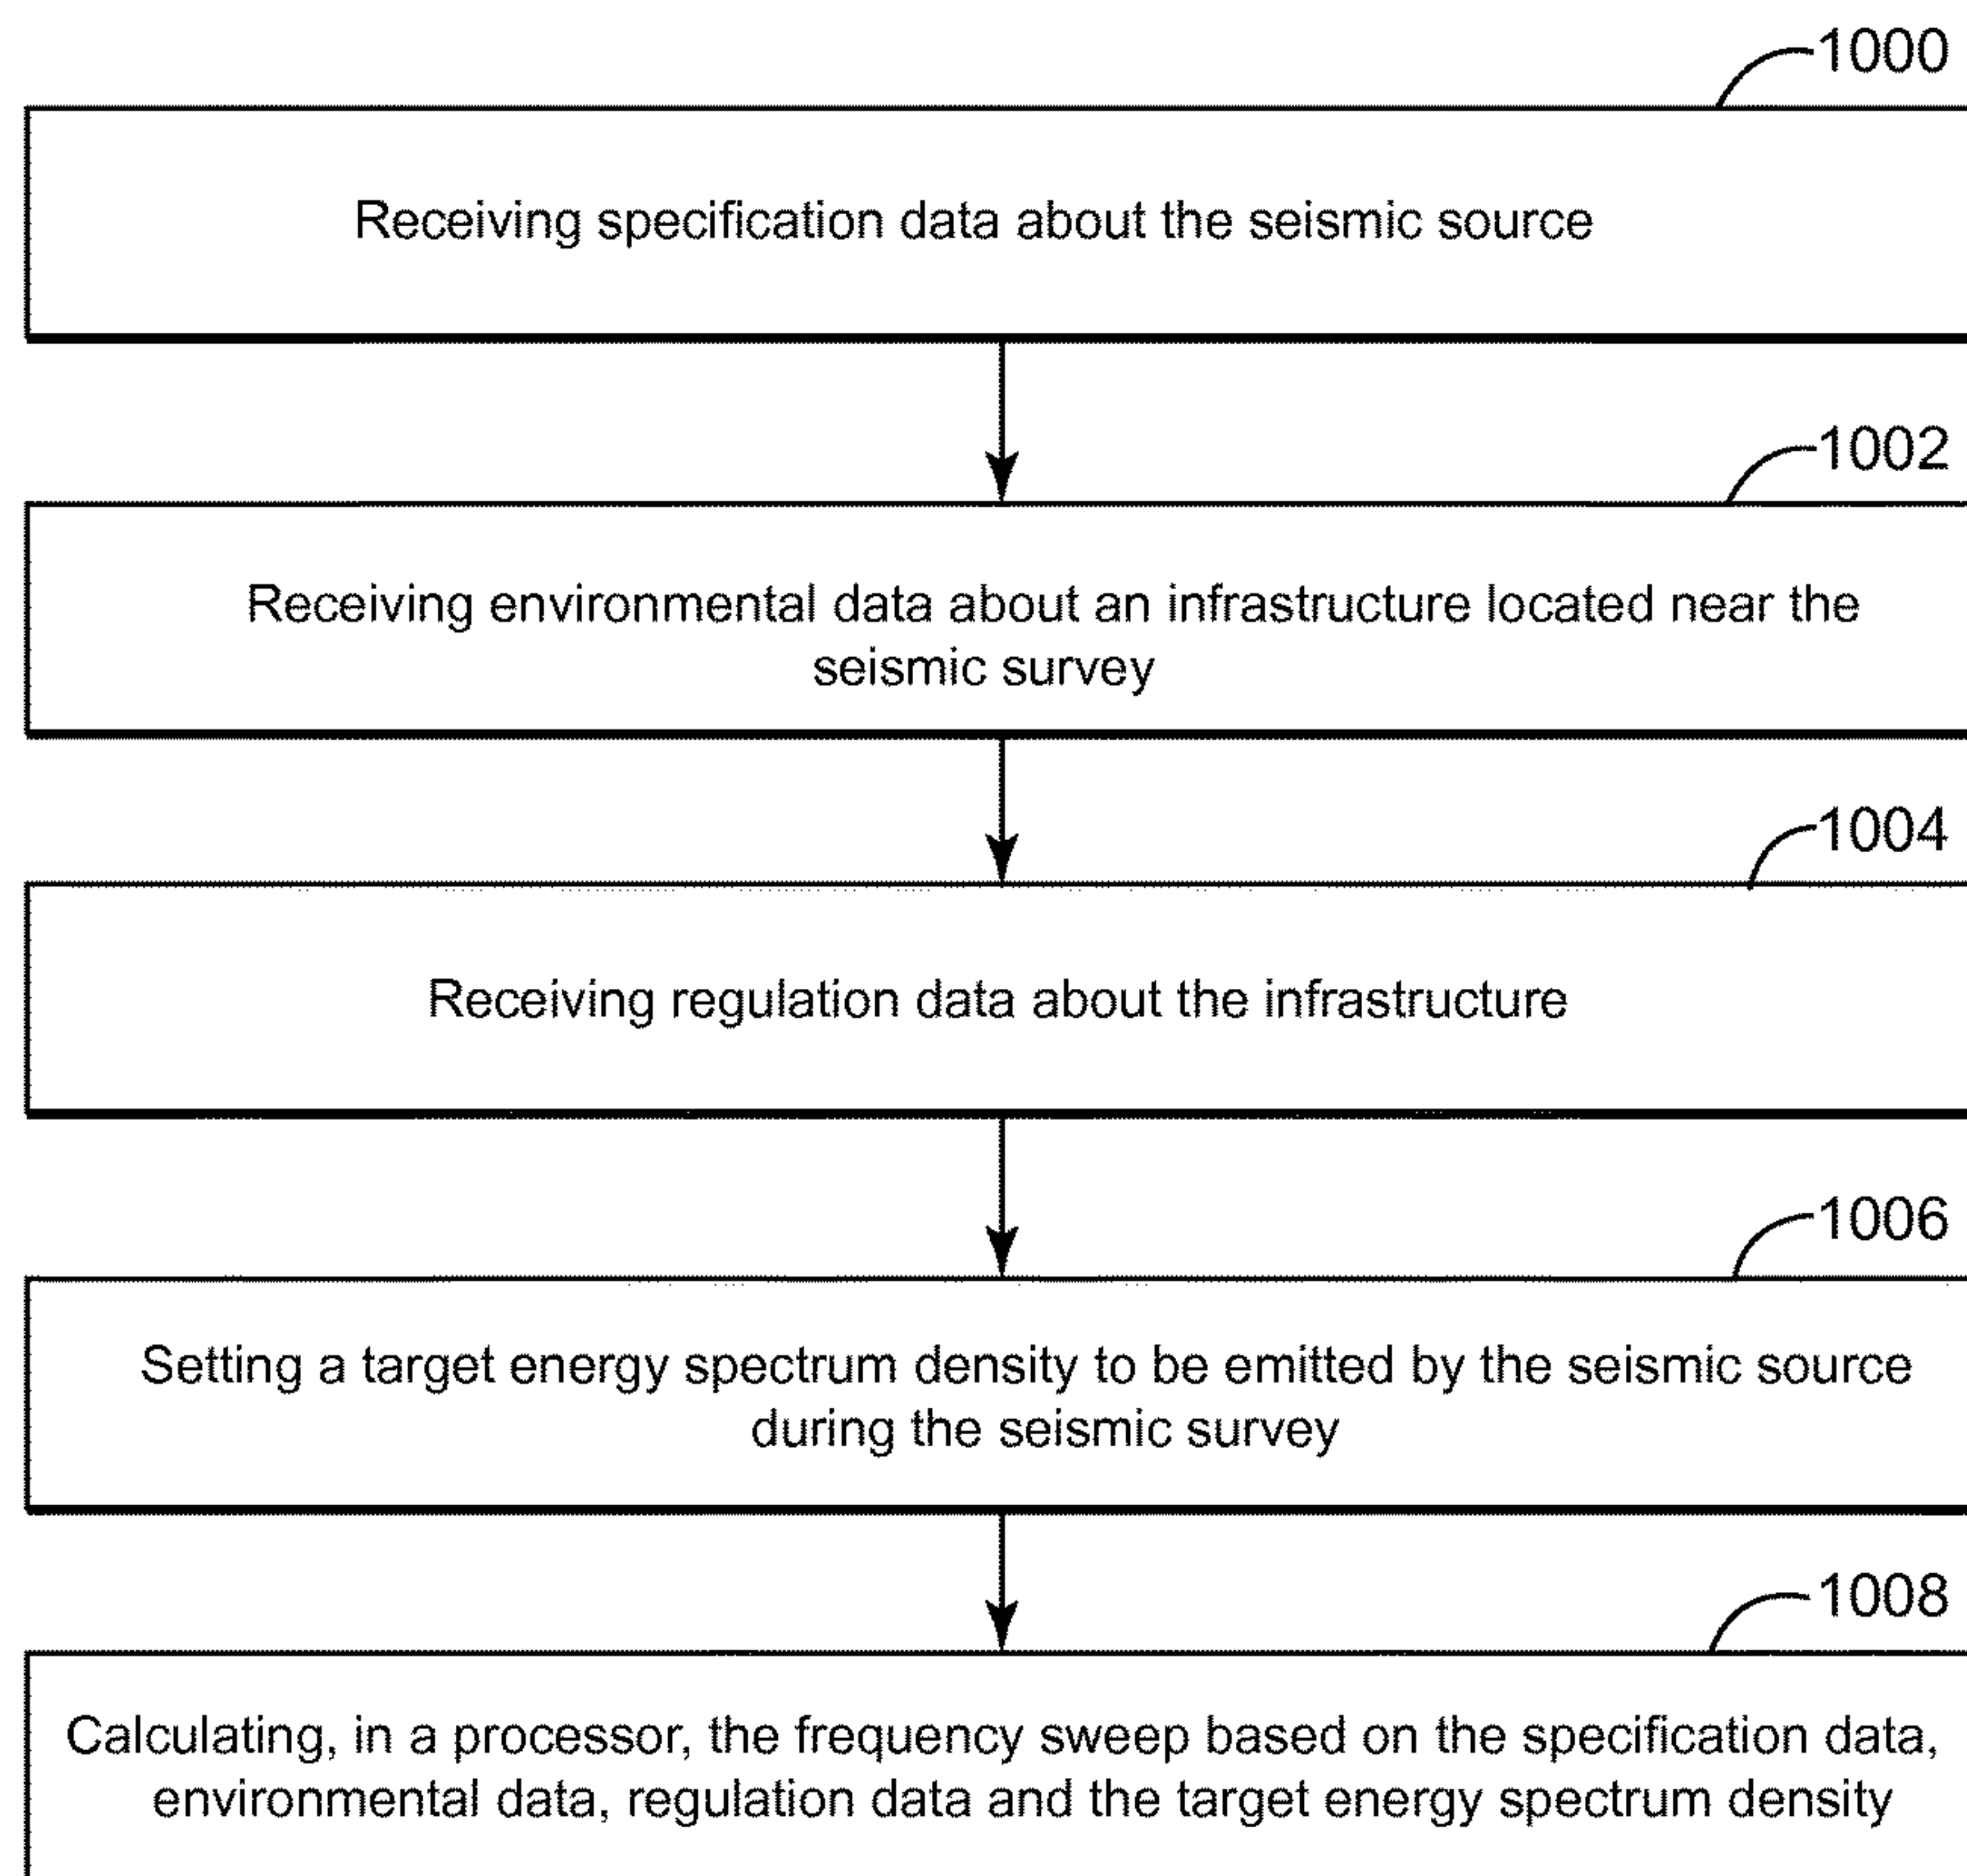 1000
Receiving specification data about the seismic source
1002
Receiving environmental data about an infrastructure located near the
seismic survey
1004
Receiving regulation data about the infrastructure
1006
Setting a target energy spectrum density to be emitted by the seismic source
during the seismic survey
1008
Calculating, in a processor, the frequency sweep based on the specification data,
environmental data, regulation data and the target energy spectrum density